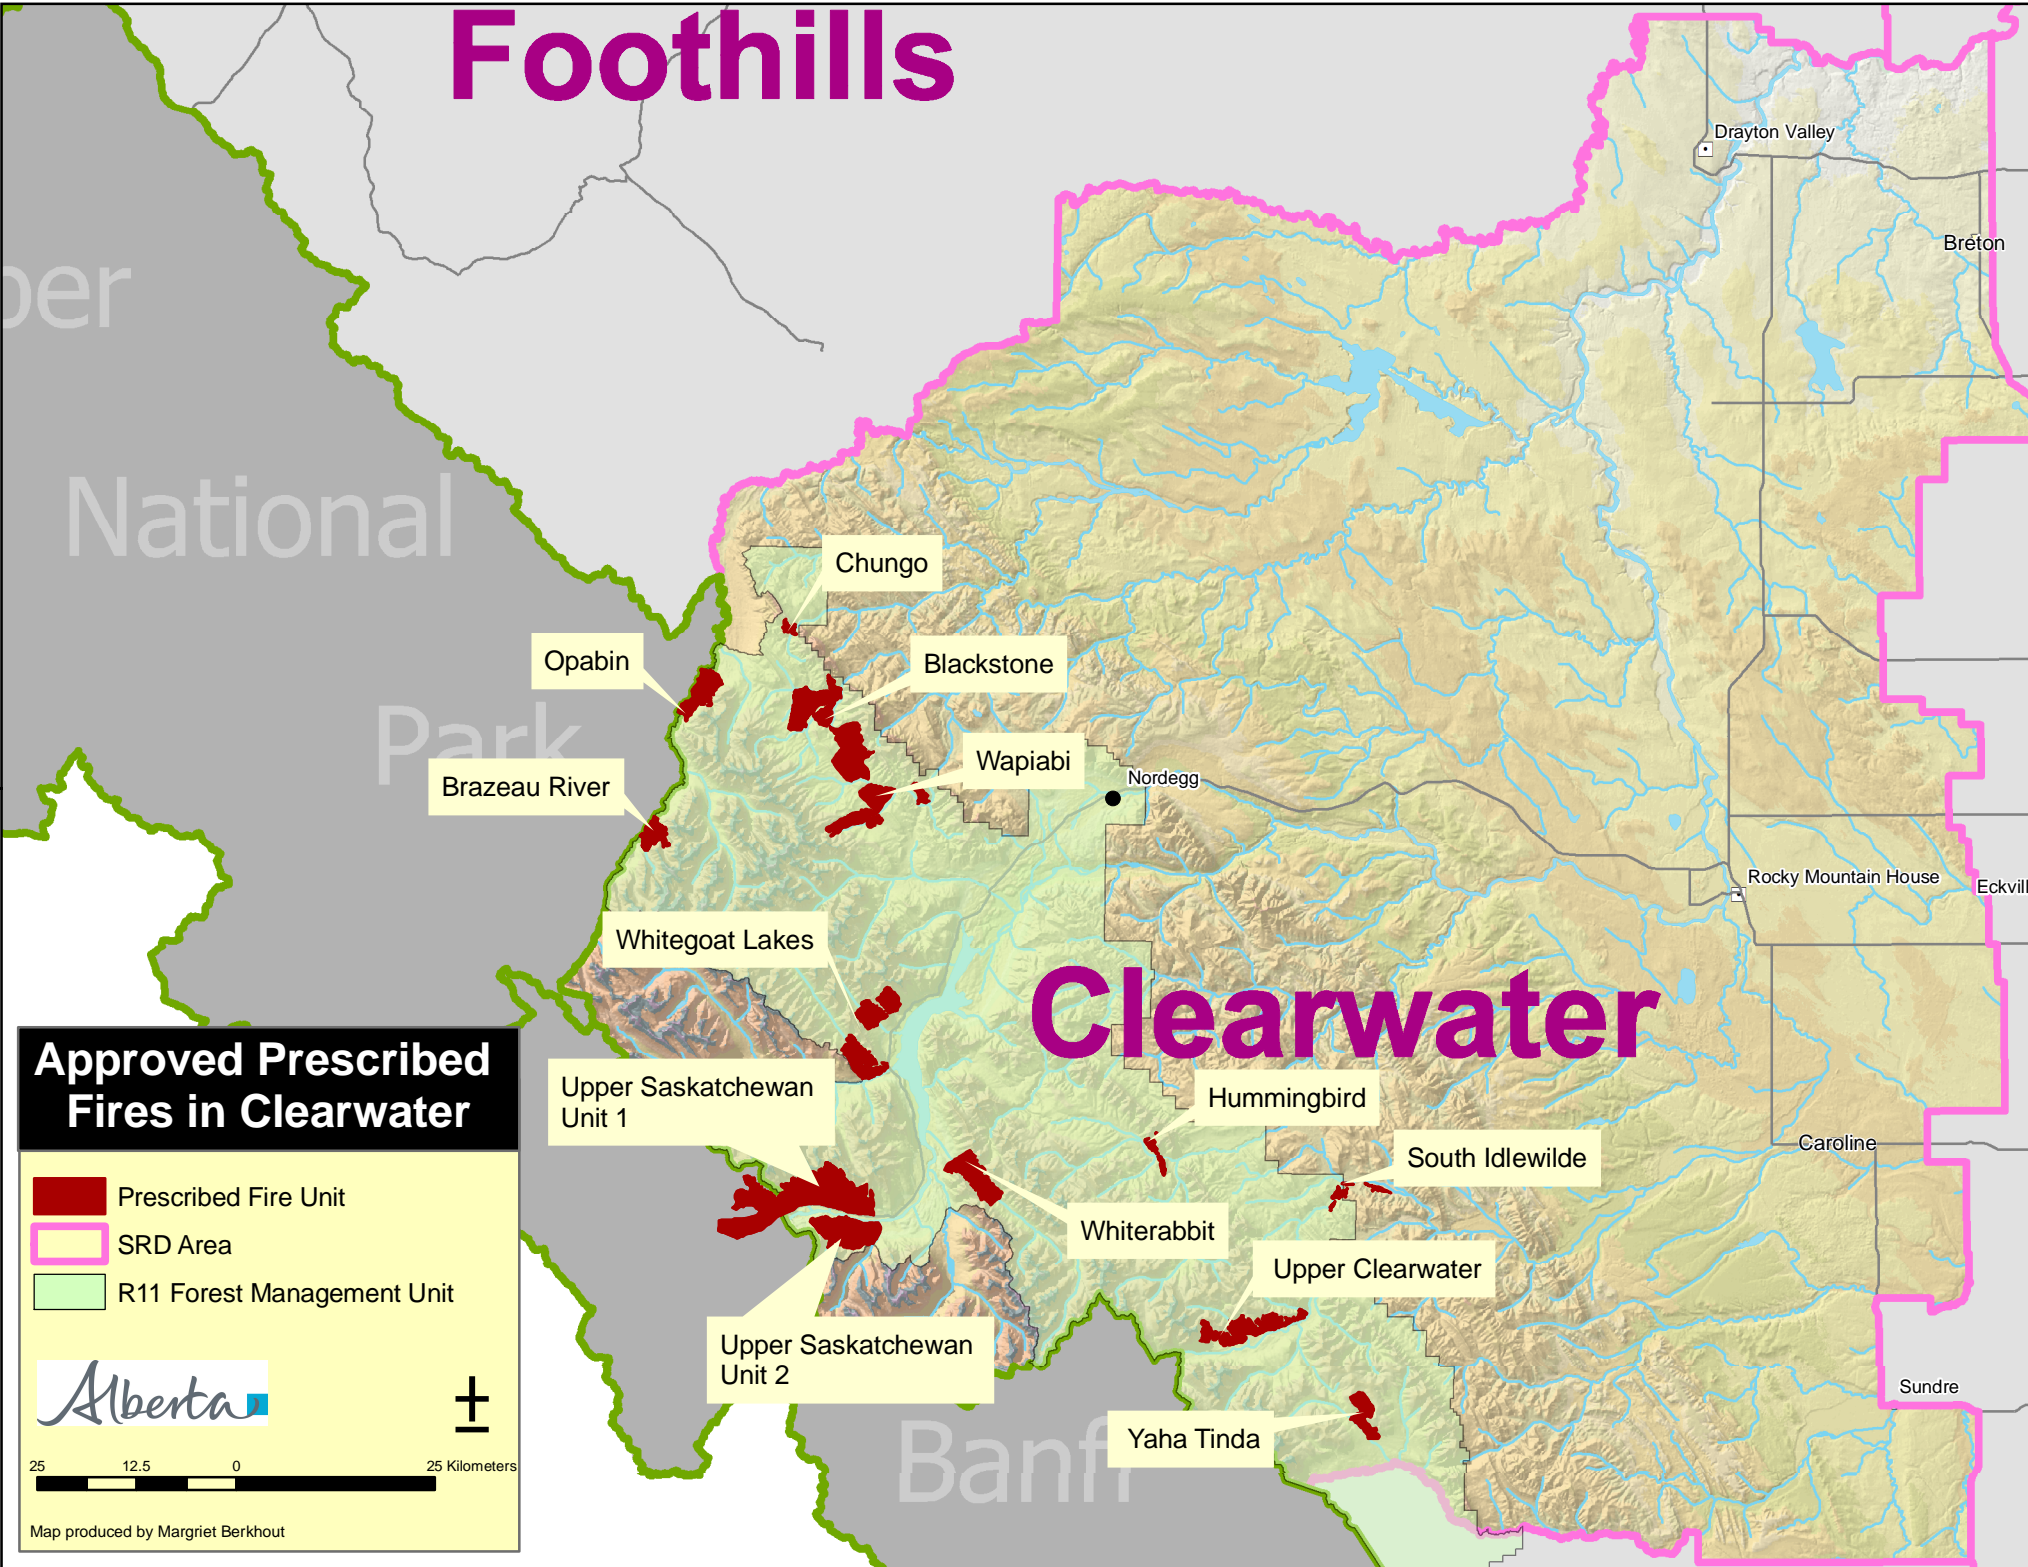 Foothills
Drayton Valley
Breton
per
National
Park
Chungo
Opabin
Blackstone
Wapiabi
Brazeau River
Nordegg
Rocky Mountain House
Eckvill
Whitegoat Lakes
Clearwater
Approved Prescribed
Fires in Clearwater
Upper Saskatchewan
Unit 1
Hummingbird
South Idlewilde
Caroline
Prescribed Fire Unit
SRD Area
R11 Forest Management Unit
Whiterabbit
Upper Clearwater
Upper Saskatchewan
Unit 2
Sundre
Alberta
Yaha Tinda
Banff
25 12.5 0 25 Kilometers
Map produced by Margriet Berkhout